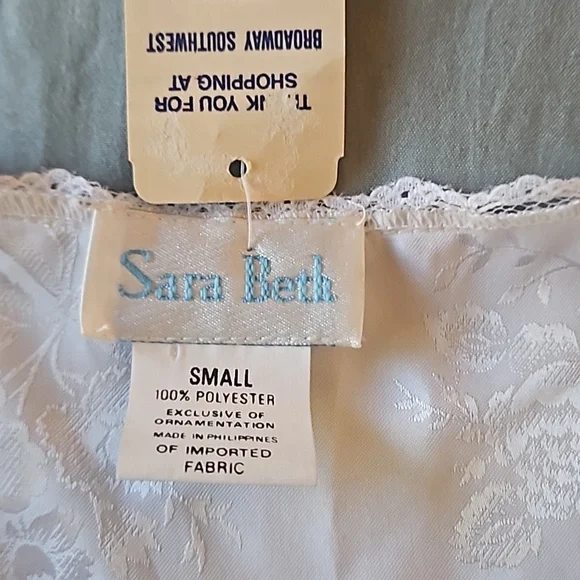 THANK YOU FOR
SHOPPING AT
BROADWAY SOUTHWEST
Sara Beth
SMALL
100% POLYESTER
EXCLUSIVE OF
ORNAMENTATION
MADE IN PHILIPPINES
OF IMPORTED
FABRIC